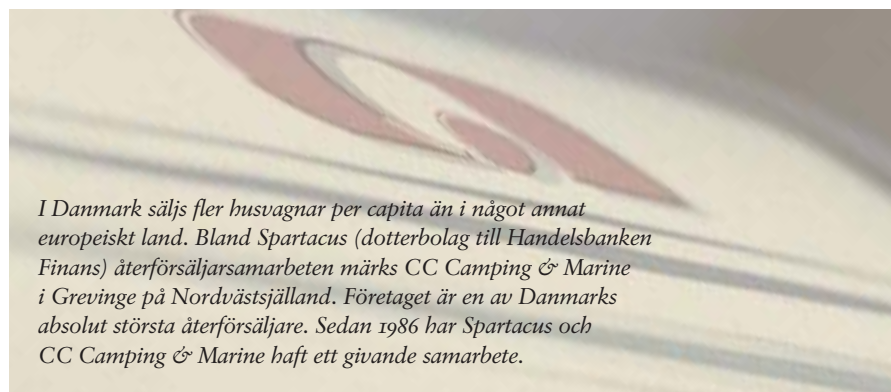 I Danmark säljs fler husvagnar per capita än i något annat
europeiskt land. Bland Spartacus (dotterbolag till Handelsbanken
Finans) återförsäljarsamarbeten märks CC Camping & Marine
i Grevinge på Nordvästsjälland. Företaget är en av Danmarks
absolut största återförsäljare. Sedan 1986 har Spartacus och
CC Camping & Marine haft ett givande samarbete.